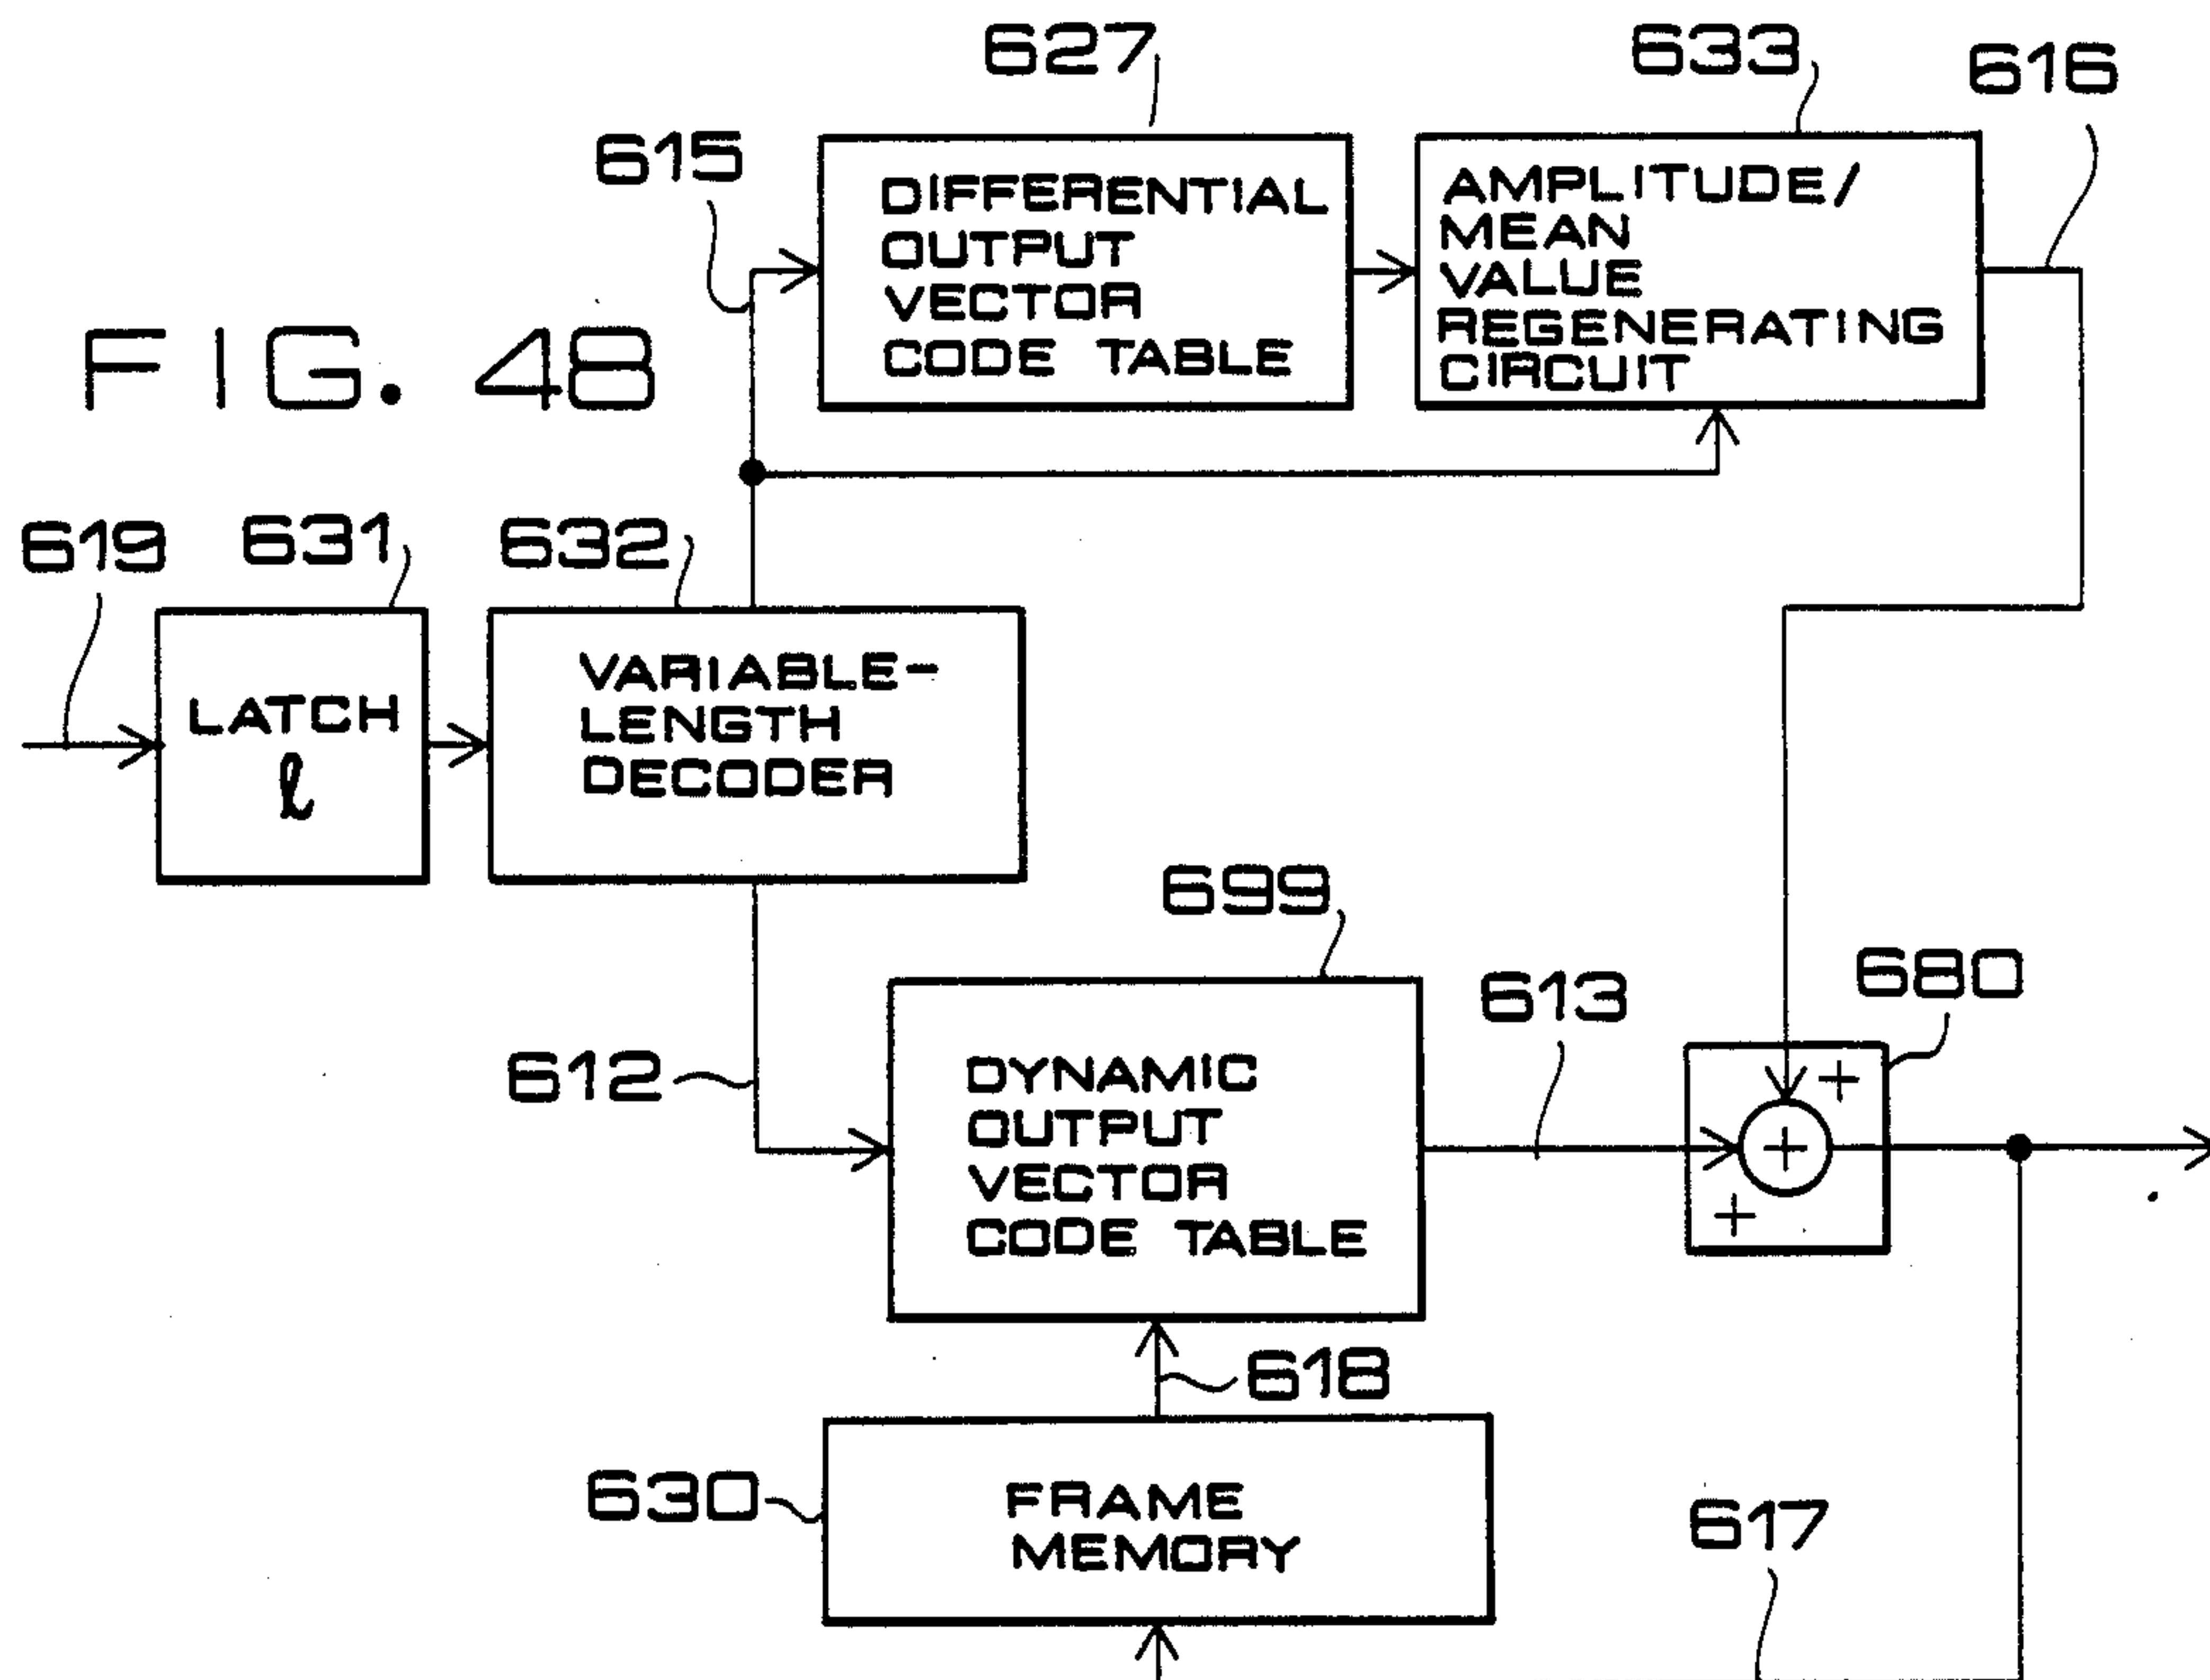 627
633
616
615
DIFFERENTIAL
OUTPUT
VECTOR
CODE TABLE
AMPLITUDE/
MEAN
VALUE
REGENERATING
CIRCUIT
FIG. 48
619
631
632
LATCH
ℓ
VARIABLE-
LENGTH
DECODER
699
613
680
612
DYNAMIC
OUTPUT
VECTOR
CODE TABLE
+
+
+
618
630
FRAME
MEMORY
617